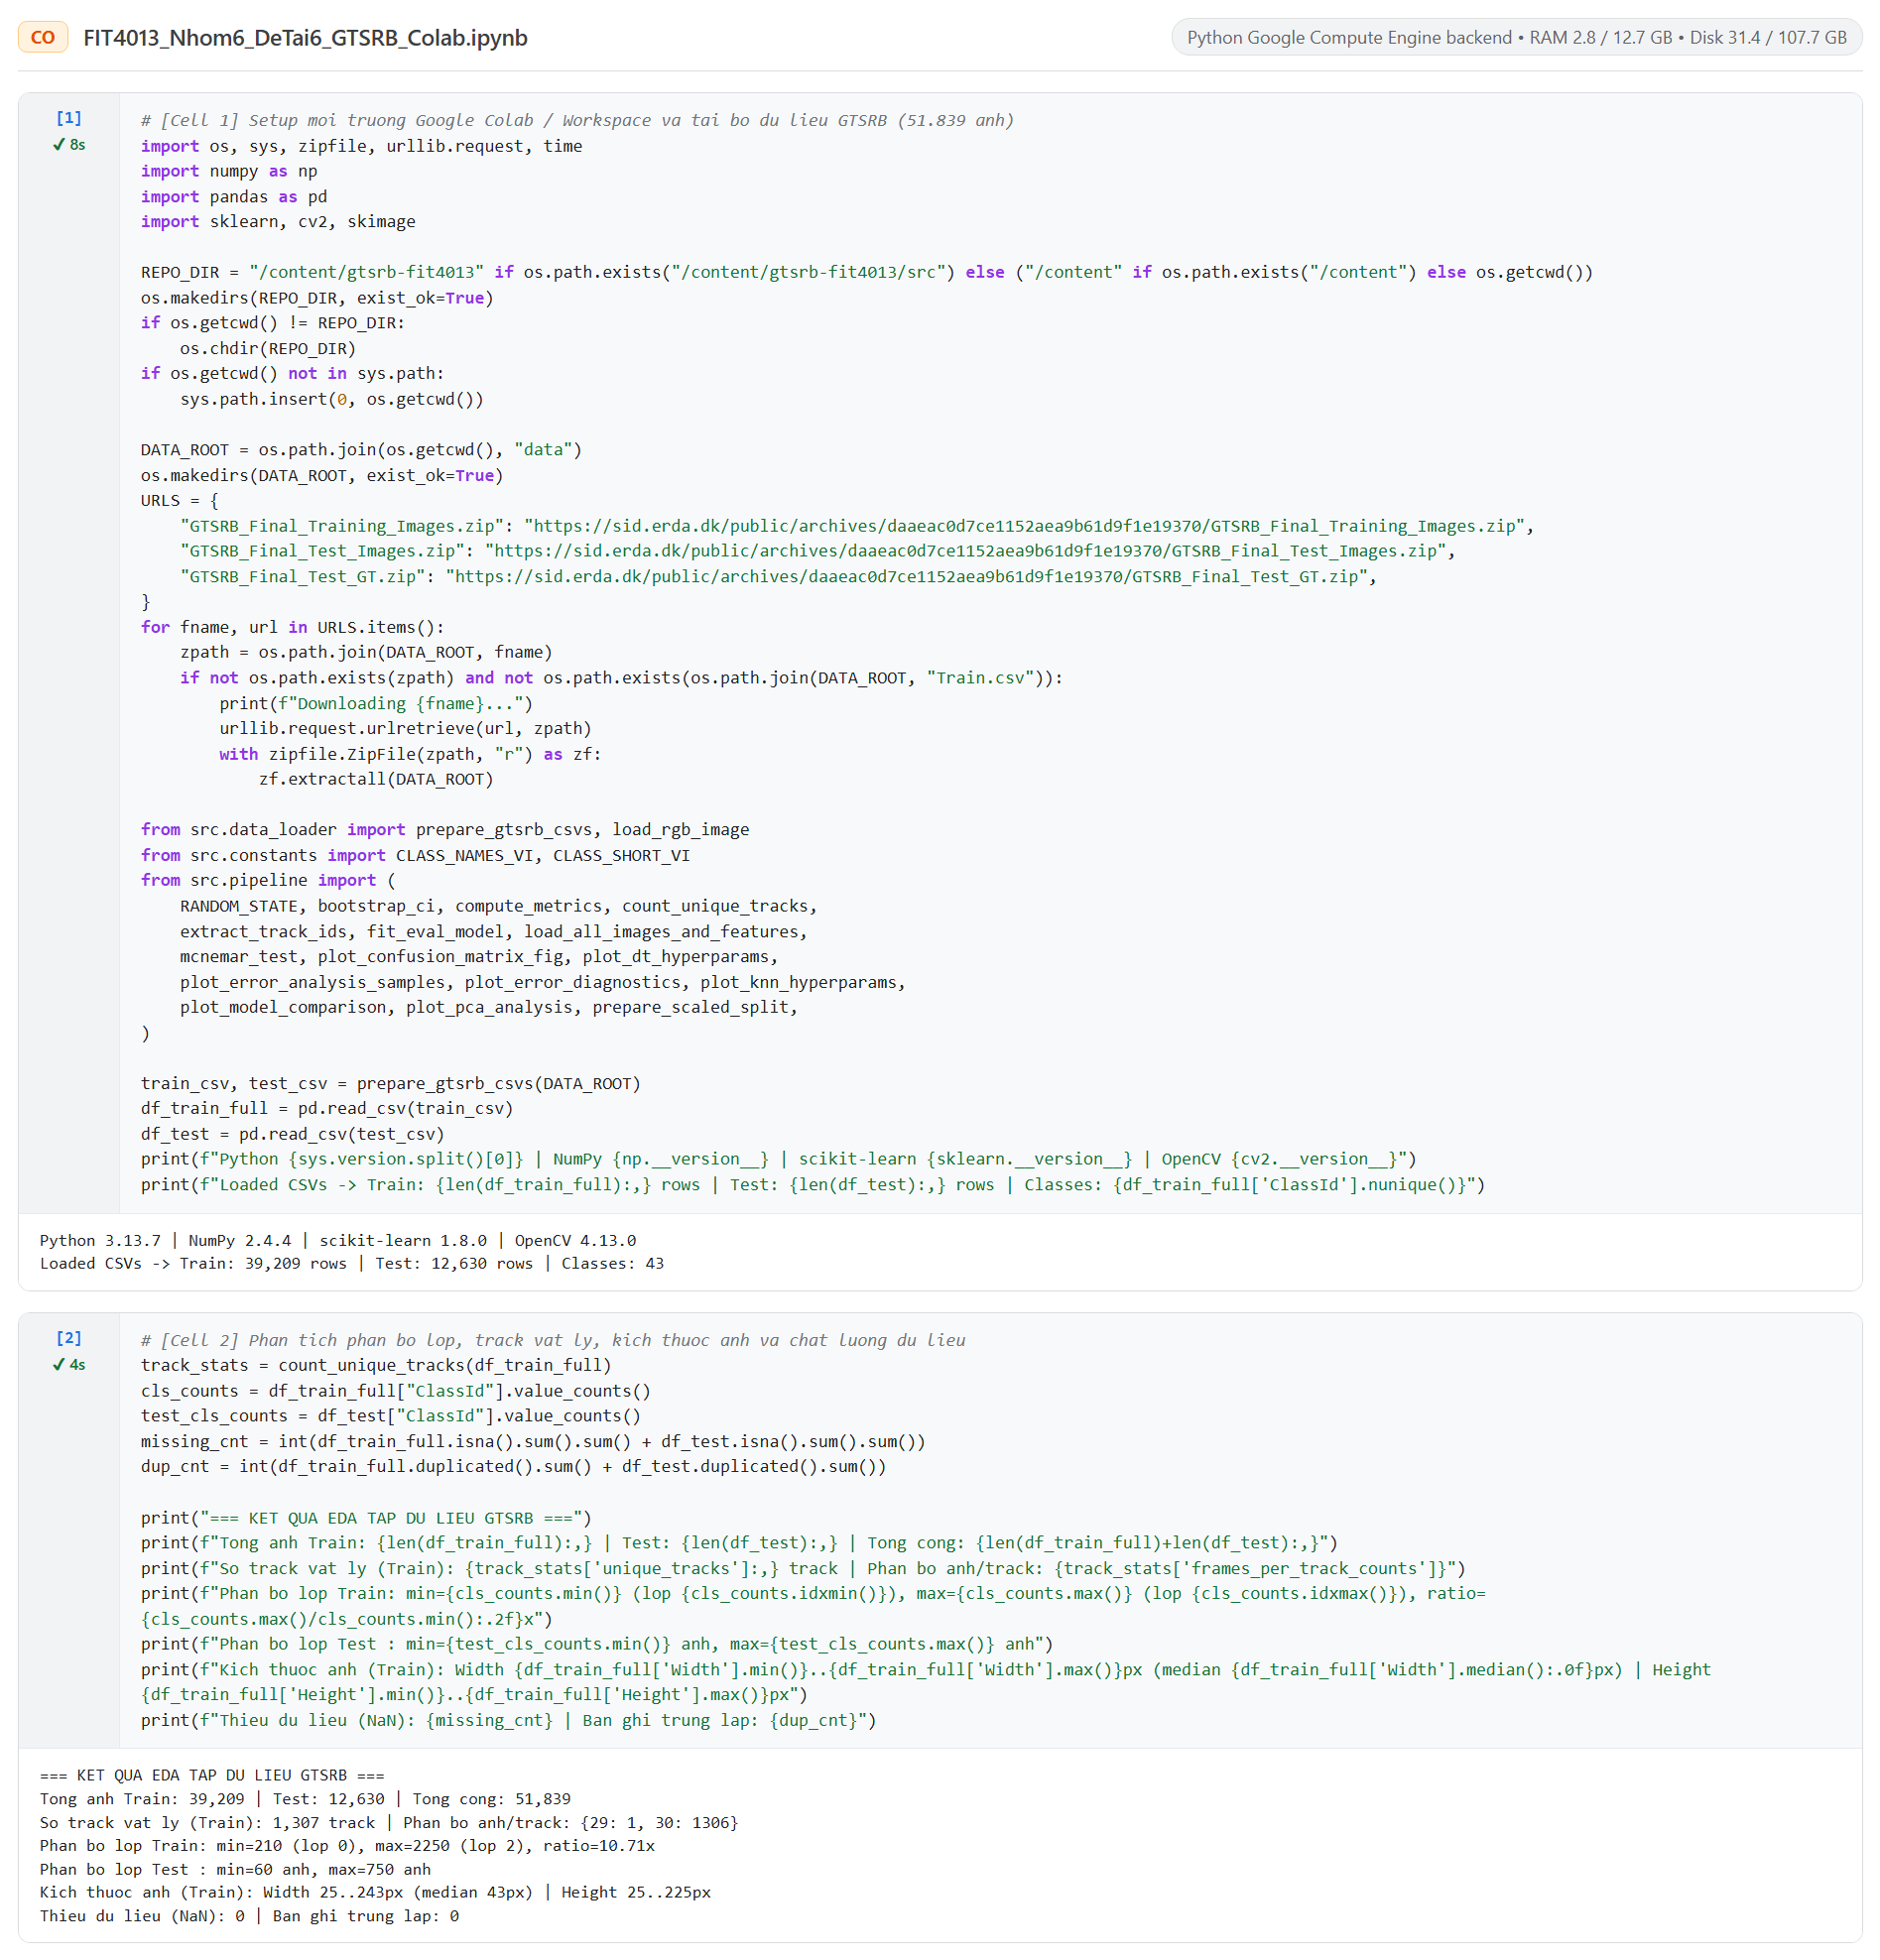 CO FIT4013_Nhom6_DeTai6_GTSRB_Colab.ipynb Python Google Compute Engine backend • RAM 2.8 / 12.7 GB • Disk 31.4 / 107.7 GB
[1]
✓ 8s
# [Cell 1] Setup moi truong Google Colab / Workspace va tai bo du lieu GTSRB (51.839 anh)
import os, sys, zipfile, urllib.request, time
import numpy as np
import pandas as pd
import sklearn, cv2, skimage
REPO_DIR = "/content/gtsrb-fit4013" if os.path.exists("/content/gtsrb-fit4013/src") else ("/content" if os.path.exists("/content") else os.getcwd())
os.makedirs(REPO_DIR, exist_ok=True)
if os.getcwd() != REPO_DIR:
    os.chdir(REPO_DIR)
if os.getcwd() not in sys.path:
    sys.path.insert(0, os.getcwd())
DATA_ROOT = os.path.join(os.getcwd(), "data")
os.makedirs(DATA_ROOT, exist_ok=True)
URLS = {
    "GTSRB_Final_Training_Images.zip": "https://sid.erda.dk/public/archives/daaeac0d7ce1152aea9b61d9f1e19370/GTSRB_Final_Training_Images.zip",
    "GTSRB_Final_Test_Images.zip": "https://sid.erda.dk/public/archives/daaeac0d7ce1152aea9b61d9f1e19370/GTSRB_Final_Test_Images.zip",
    "GTSRB_Final_Test_GT.zip": "https://sid.erda.dk/public/archives/daaeac0d7ce1152aea9b61d9f1e19370/GTSRB_Final_Test_GT.zip",
}
for fname, url in URLS.items():
    zpath = os.path.join(DATA_ROOT, fname)
    if not os.path.exists(zpath) and not os.path.exists(os.path.join(DATA_ROOT, "Train.csv")):
        print(f"Downloading {fname}...")
        urllib.request.urlretrieve(url, zpath)
        with zipfile.ZipFile(zpath, "r") as zf:
            zf.extractall(DATA_ROOT)
from src.data_loader import prepare_gtsrb_csvs, load_rgb_image
from src.constants import CLASS_NAMES_VI, CLASS_SHORT_VI
from src.pipeline import (
    RANDOM_STATE, bootstrap_ci, compute_metrics, count_unique_tracks,
    extract_track_ids, fit_eval_model, load_all_images_and_features,
    mcnemar_test, plot_confusion_matrix_fig, plot_dt_hyperparams,
    plot_error_analysis_samples, plot_error_diagnostics, plot_knn_hyperparams,
    plot_model_comparison, plot_pca_analysis, prepare_scaled_split,
)
train_csv, test_csv = prepare_gtsrb_csvs(DATA_ROOT)
df_train_full = pd.read_csv(train_csv)
df_test = pd.read_csv(test_csv)
print(f"Python {sys.version.split()[0]} | NumPy {np.__version__} | scikit-learn {sklearn.__version__} | OpenCV {cv2.__version__}")
print(f"Loaded CSVs -> Train: {len(df_train_full):,} rows | Test: {len(df_test):,} rows | Classes: {df_train_full['ClassId'].nunique()}")
Python 3.13.7 | NumPy 2.4.4 | scikit-learn 1.8.0 | OpenCV 4.13.0
Loaded CSVs -> Train: 39,209 rows | Test: 12,630 rows | Classes: 43
[2]
✓ 4s
# [Cell 2] Phan tich phan bo lop, track vat ly, kich thuoc anh va chat luong du lieu
track_stats = count_unique_tracks(df_train_full)
cls_counts = df_train_full["ClassId"].value_counts()
test_cls_counts = df_test["ClassId"].value_counts()
missing_cnt = int(df_train_full.isna().sum().sum() + df_test.isna().sum().sum())
dup_cnt = int(df_train_full.duplicated().sum() + df_test.duplicated().sum())
print("=== KET QUA EDA TAP DU LIEU GTSRB ===")
print(f"Tong anh Train: {len(df_train_full):,} | Test: {len(df_test):,} | Tong cong: {len(df_train_full)+len(df_test):,}")
print(f"So track vat ly (Train): {track_stats['unique_tracks']:,} track | Phan bo anh/track: {track_stats['frames_per_track_counts']}")
print(f"Phan bo lop Train: min={cls_counts.min()} (lop {cls_counts.idxmin()}), max={cls_counts.max()} (lop {cls_counts.idxmax()}), ratio=
{cls_counts.max()/cls_counts.min():.2f}x")
print(f"Phan bo lop Test : min={test_cls_counts.min()} anh, max={test_cls_counts.max()} anh")
print(f"Kich thuoc anh (Train): Width {df_train_full['Width'].min()}..{df_train_full['Width'].max()}px (median {df_train_full['Width'].median():.0f}px) | Height
{df_train_full['Height'].min()}..{df_train_full['Height'].max()}px")
print(f"Thieu du lieu (NaN): {missing_cnt} | Ban ghi trung lap: {dup_cnt}")
=== KET QUA EDA TAP DU LIEU GTSRB ===
Tong anh Train: 39,209 | Test: 12,630 | Tong cong: 51,839
So track vat ly (Train): 1,307 track | Phan bo anh/track: {29: 1, 30: 1306}
Phan bo lop Train: min=210 (lop 0), max=2250 (lop 2), ratio=10.71x
Phan bo lop Test : min=60 anh, max=750 anh
Kich thuoc anh (Train): Width 25..243px (median 43px) | Height 25..225px
Thieu du lieu (NaN): 0 | Ban ghi trung lap: 0